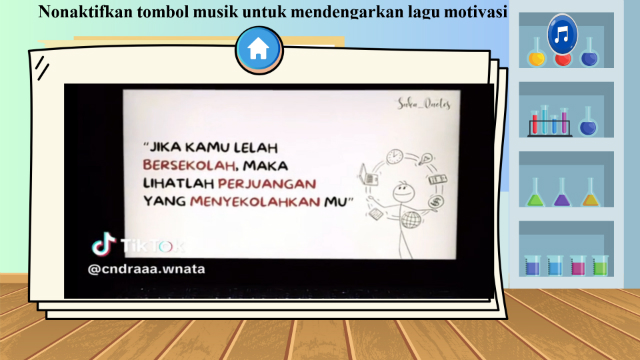 Nonaktifkan tombol musik untuk mendengarkan lagu motivasi
Suka_Quotes
"JIKA KAMU LELAH
BERSEKOLAH, MAKA
LIHATLAH PERJUANGAN
YANG MENYEKOLAHKAN MU"
TikTok
@cndraaa.wnata